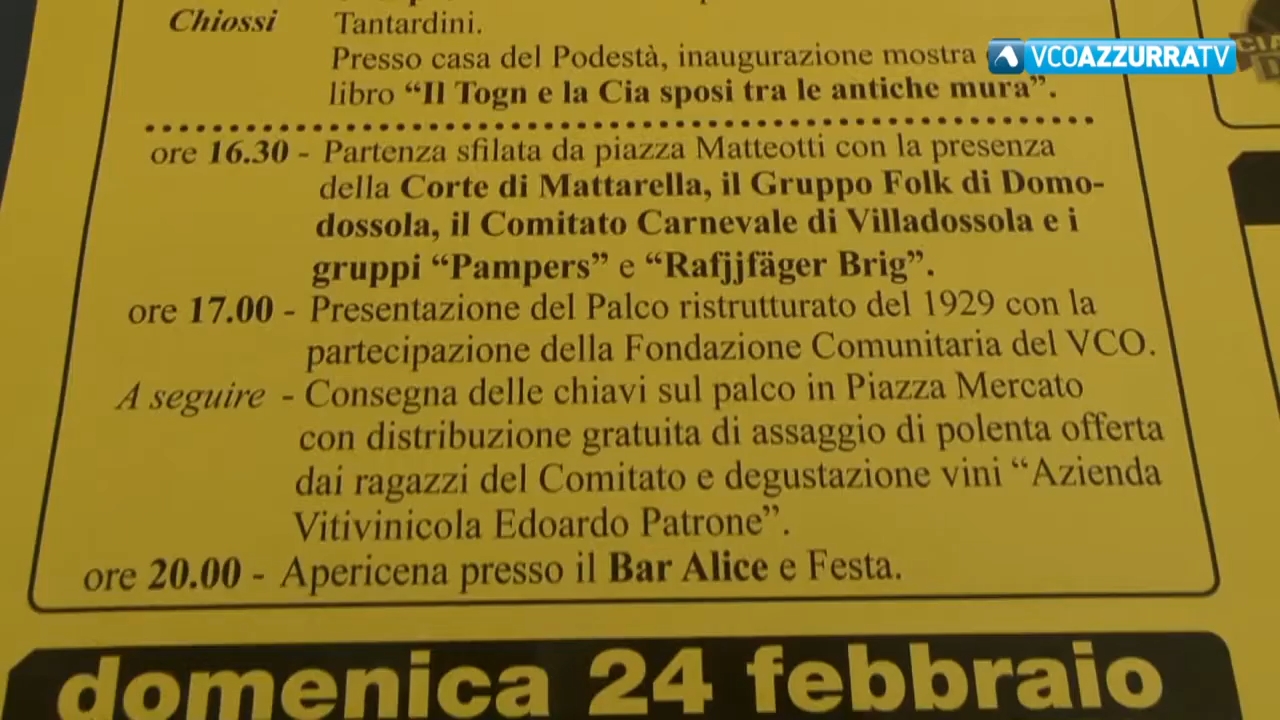 Chiossi
Tantardini.
Presso casa del Podestà, inaugurazione mostra
VCOAZZURRATV
libro “Il Togn e la Cia sposi tra le antiche mura”.
ore 16.30 - Partenza sfilata da piazza Matteotti con la presenza
della Corte di Mattarella, il Gruppo Folk di Domo-
dossola, il Comitato Carnevale di Villadossola e i
gruppi “Pampers” e “Rafjjfäger Brig”.
ore 17.00 - Presentazione del Palco ristrutturato del 1929 con la
partecipazione della Fondazione Comunitaria del VCO.
A seguire - Consegna delle chiavi sul palco in Piazza Mercato
con distribuzione gratuita di assaggio di polenta offerta
dai ragazzi del Comitato e degustazione vini “Azienda
Vitivinicola Edoardo Patrone”.
ore 20.00 - Apericena presso il Bar Alice e Festa.
domenica 24 febbraio